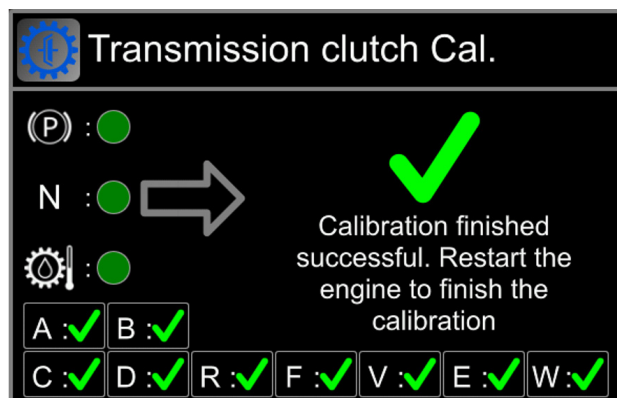 Transmission clutch Cal.
(P) :
N :
:
Calibration finished
successful. Restart the
engine to finish the
calibration
A : B :
C : D : R : F : V : E : W :